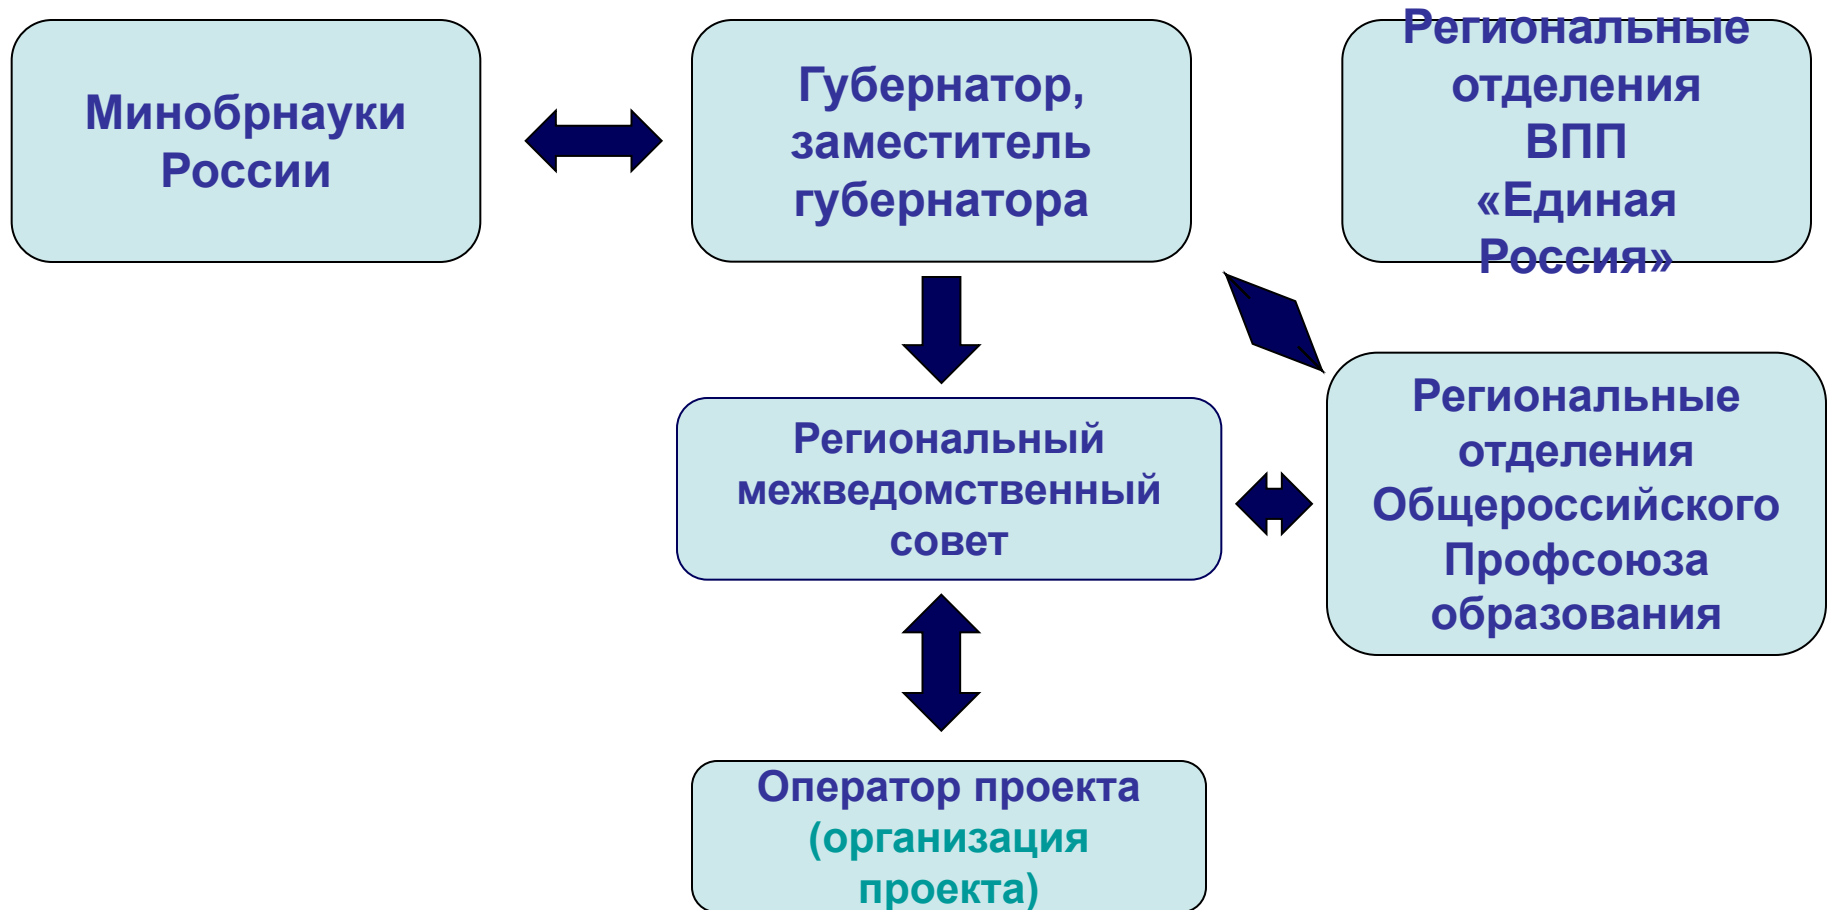 Минобрнауки
России
Губернатор,
заместитель
губернатора
Региональные
отделения
ВПП
«Единая
Россия»
Региональный
межведомственный
совет
Региональные
отделения
Общероссийского
Профсоюза
образования
Оператор проекта
(организация
проекта)